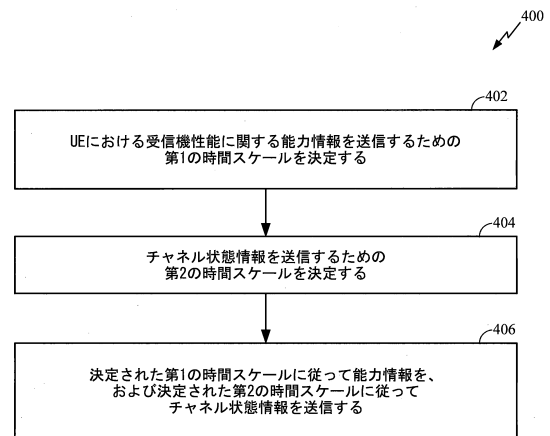 400
402
UEにおける受信機性能に関する能力情報を送信するための
第1の時間スケールを決定する
404
チャネル状態情報を送信するための
第2の時間スケールを決定する
406
決定された第1の時間スケールに従って能力情報を、
および決定された第2の時間スケールに従って
チャネル状態情報を送信する